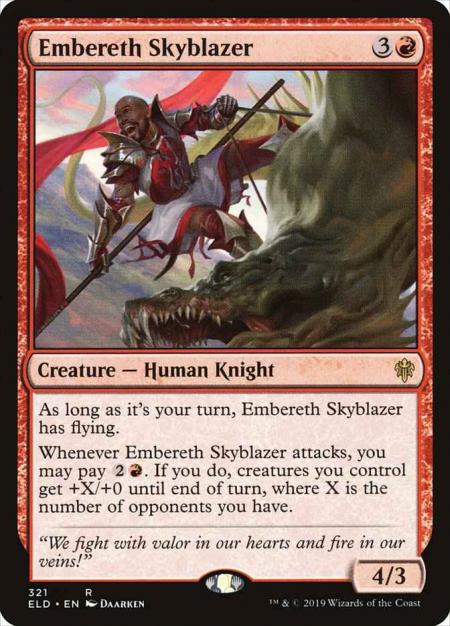 Embereth Skyblazer 3
Creature — Human Knight
As long as it's your turn, Embereth Skyblazer
has flying.
Whenever Embereth Skyblazer attacks, you
may pay 2 . If you do, creatures you control
get +X/+0 until end of turn, where X is the
number of opponents you have.
“We fight with valor in our hearts and fire in our
veins!”
4/3
321 R
ELD • EN Daarken
™ & © 2019 Wizards of the Coast